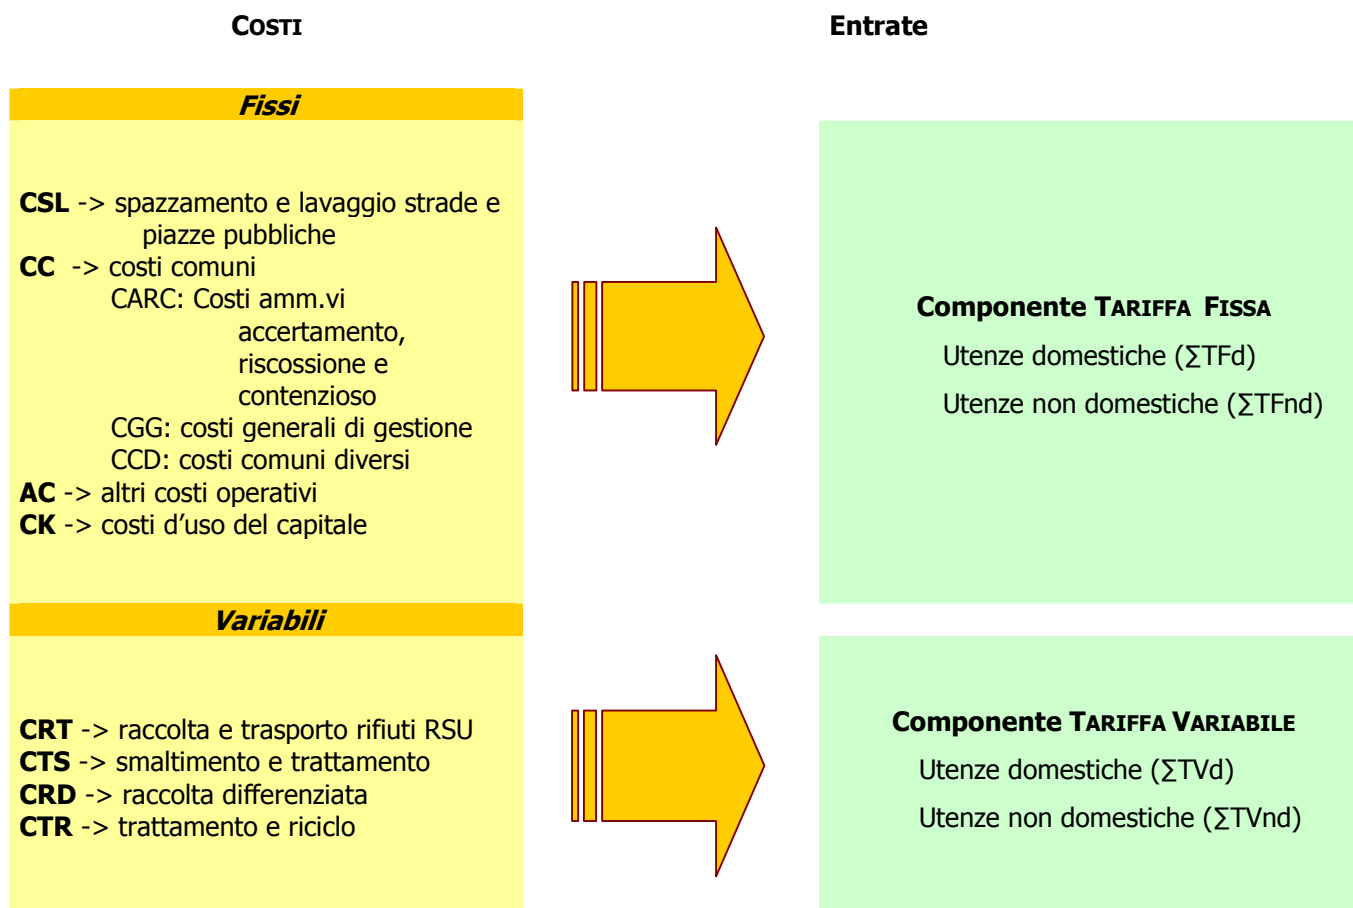 COSTI
Entrate
Fissi
CSL -> spazzamento e lavaggio strade e
piazze pubbliche
CC -> costi comuni
CARC: Costi amm.vi
accertamento,
riscossione e
contenzioso
CGG: costi generali di gestione
CCD: costi comuni diversi
AC -> altri costi operativi
CK -> costi d’uso del capitale
Componente TARIFFA FISSA
Utenze domestiche (∑TFd)
Utenze non domestiche (∑TFnd)
Variabili
CRT -> raccolta e trasporto rifiuti RSU
CTS -> smaltimento e trattamento
CRD -> raccolta differenziata
CTR -> trattamento e riciclo
Componente TARIFFA VARIABILE
Utenze domestiche (∑TVd)
Utenze non domestiche (∑TVnd)